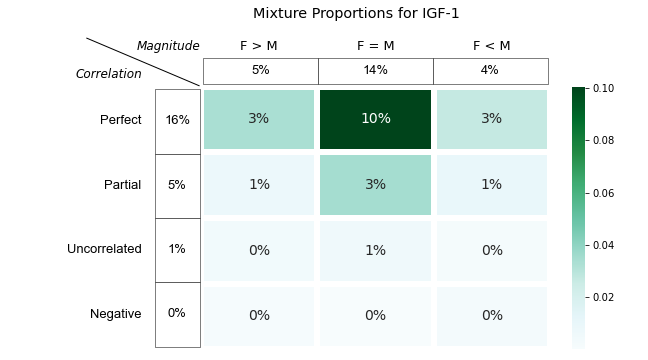 Mixture Proportions for IGF-1
Magnitude F > M F = M F < M
Correlation 5% 14% 4%
Perfect 16% 3% 10% 3%
Partial 5% 1% 3% 1%
Uncorrelated 1% 0% 1% 0%
Negative 0% 0% 0% 0%
0.10
0.08
0.06
0.04
0.02